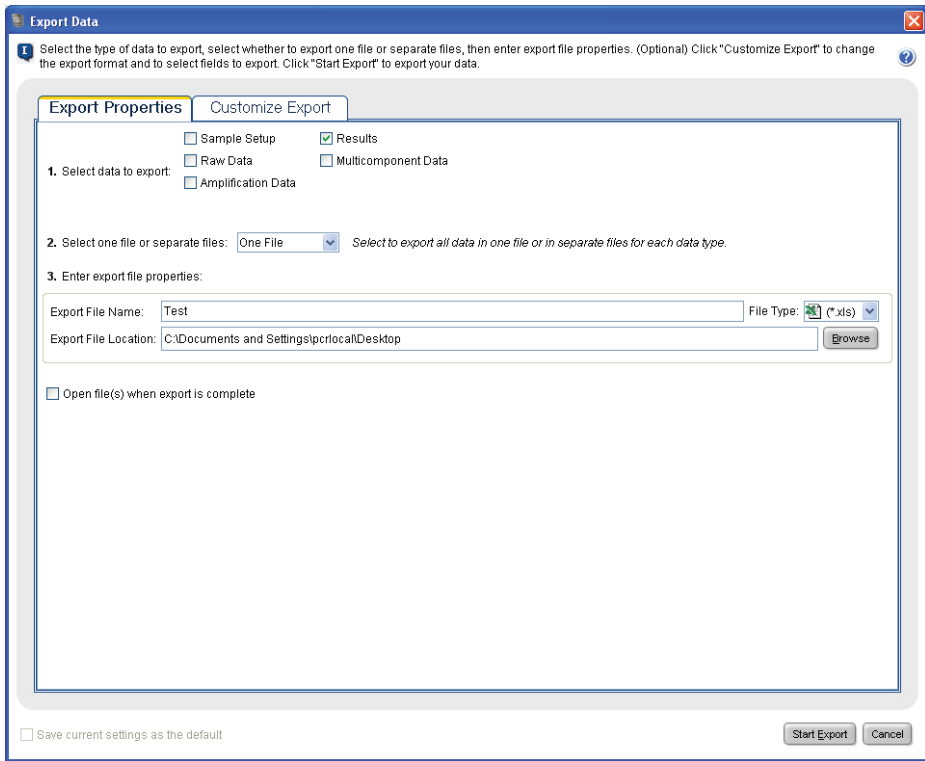 Export Data
Select the type of data to export, select whether to export one file or separate files, then enter export file properties. (Optional) Click "Customize Export" to change
the export format and to select fields to export. Click "Start Export" to export your data.
Export Properties Customize Export
Sample Setup Results
1. Select data to export: Raw Data Multicomponent Data
Amplification Data
2. Select one file or separate files: One File Select to export all data in one file or in separate files for each data type.
3. Enter export file properties:
Export File Name: Test File Type: (*.xls)
Export File Location: C:\Documents and Settings\pcrlocal\Desktop Browse
Open file(s) when export is complete
Save current settings as the default Start Export Cancel